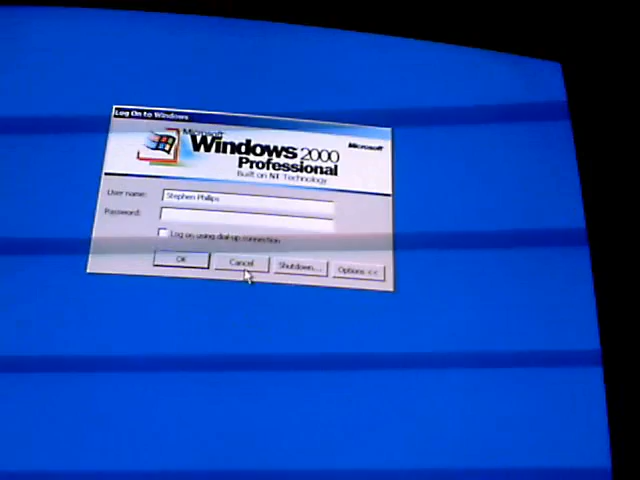 Log On to Windows
Microsoft
Windows 2000
Professional
Built on NT Technology
Microsoft
User name:
Stephen Phillips
Password:
Log on using dial-up connection
OK
Cancel
Shutdown...
Options <<